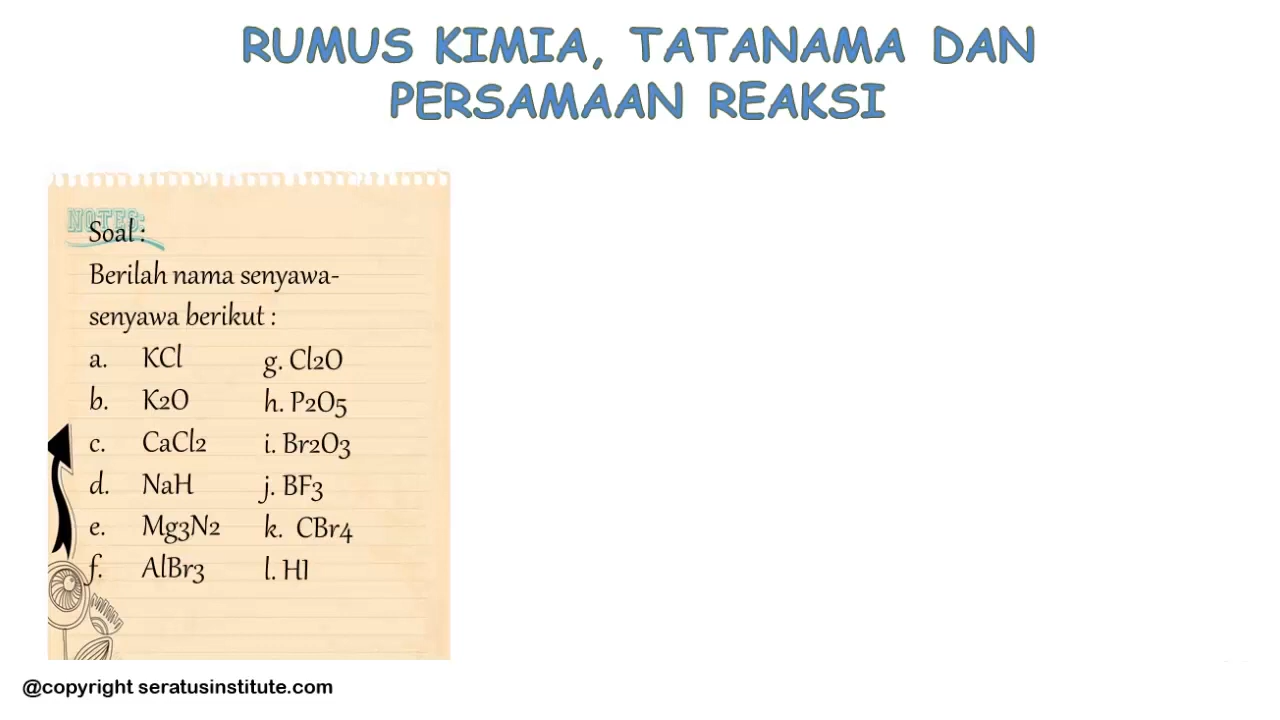 RUMUS KIMIA, TATANAMA DAN
PERSAMAAN REAKSI
NOTES:
Soal :
Berilah nama senyawa-
senyawa berikut :
a. KCl g. Cl2O
b. K2O h. P2O5
c. CaCl2 i. Br2O3
d. NaH j. BF3
e. Mg3N2 k. CBr4
f. AlBr3 l. HI
@copyright seratusinstitute.com